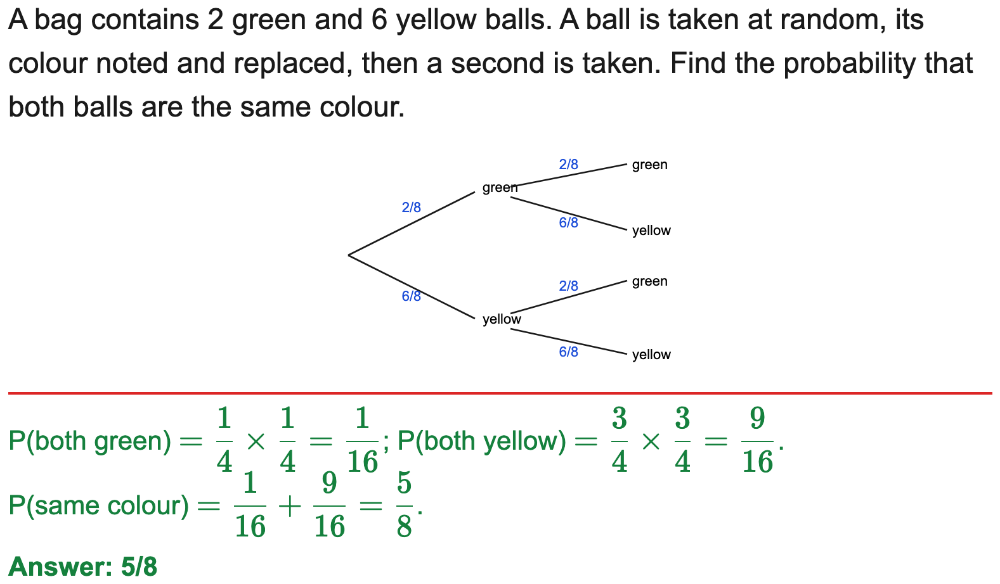 A bag contains 2 green and 6 yellow balls. A ball is taken at random, its
colour noted and replaced, then a second is taken. Find the probability that
both balls are the same colour.
2/8 green
green
2/8
6/8
yellow
2/8 green
6/8
yellow
6/8 yellow
P(both green) = 1/4 × 1/4 = 1/16; P(both yellow) = 3/4 × 3/4 = 9/16.
P(same colour) = 1/16 + 9/16 = 5/8.
Answer: 5/8